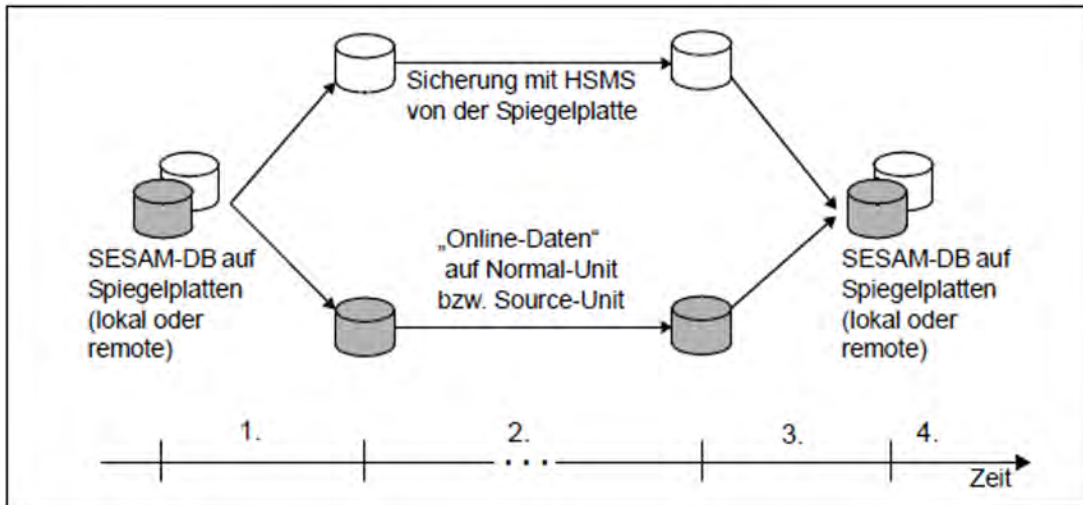 Sicherung mit HSMS
von der Spiegelplatte
SESAM-DB auf
Spiegelplatten
(lokal oder
remote)
„Online-Daten“
auf Normal-Unit
bzw. Source-Unit
SESAM-DB auf
Spiegelplatten
(lokal oder
remote)
1.
2.
3.
4.
. . .
Zeit